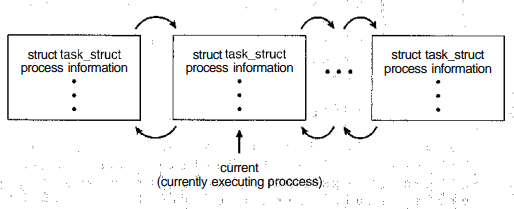 struct task_struct
process information
struct task_struct
process information
struct task_struct
process information
current
(currently executing proccess)